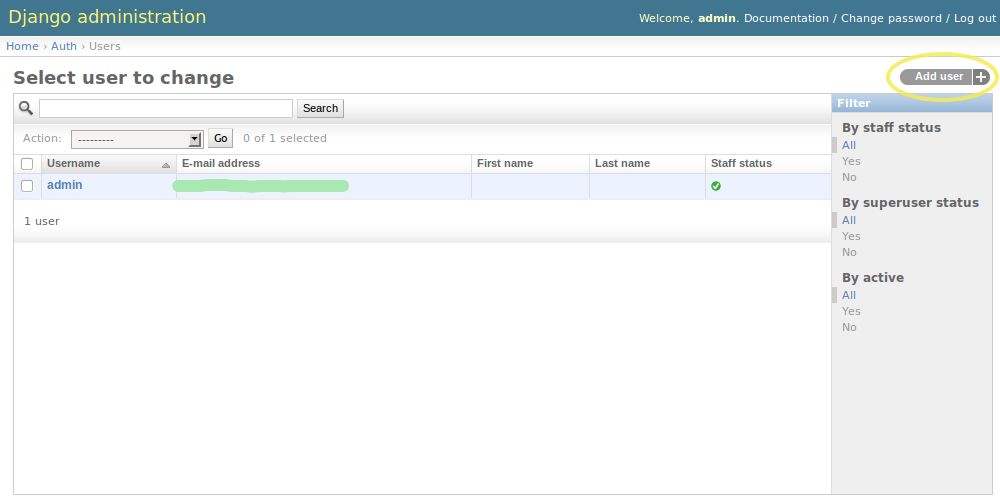 Django administration
Welcome, admin. Documentation / Change password / Log out
Home › Auth › Users
Select user to change
Add user +
Search
Filter
Action: --------- Go 0 of 1 selected
By staff status
All
Yes
No
Username E-mail address First name Last name Staff status
admin
1 user
By superuser status
All
Yes
No
By active
All
Yes
No